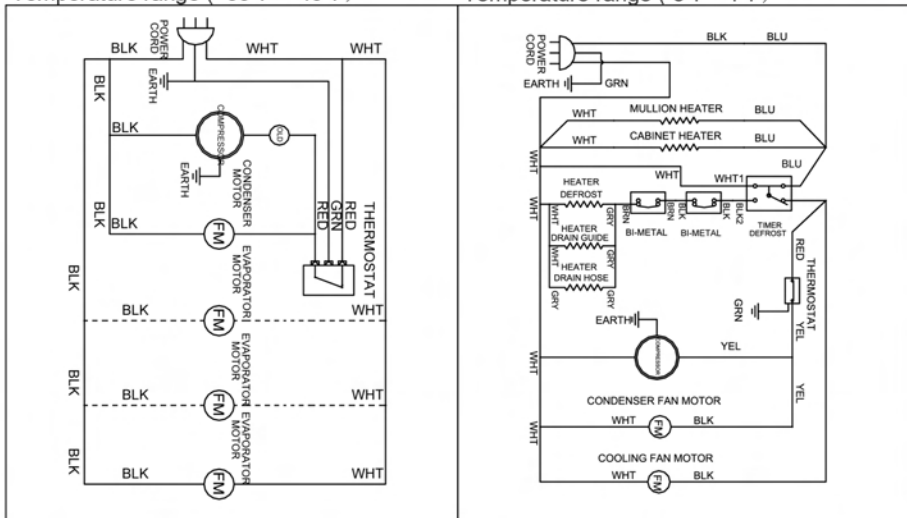 POWER
CORD
BLK
WHT
WHT
EARTH
BLK
BLK
COMPRESSOR
OLD
EARTH
CONDENSER
MOTOR
RED
GRN
RED
THERMOSTAT
BLK
BLK
FM
BLK
EVAPORATORI
MOTOR
BLK
FM
WHT
BLK
EVAPORATOR
MOTOR
BLK
FM
WHT
BLK
EVAPORATOR
MOTOR
BLK
FM
WHT
POWER
CORD
BLK
BLU
EARTH
GRN
MULLION HEATER
WHT
BLU
CABINET HEATER
WHT
BLU
WHT
BLU
WHT
WHT1
HEATER
DEFROST
WHT
WHT
GRY
BRN
BRN
BLK
BLK
BLK2
BI-METAL
BI-METAL
TIMER
DEFROST
HEATER
DRAIN GUIDE
WHT
GRY
HEATER
DRAIN HOSE
GRY
GRY
RED
THERMOSTAT
GRN
YEL
EARTH
COMPRESSOR
YEL
WHT
YEL
CONDENSER FAN MOTOR
WHT
FM
BLK
WHT
COOLING FAN MOTOR
WHT
FM
BLK